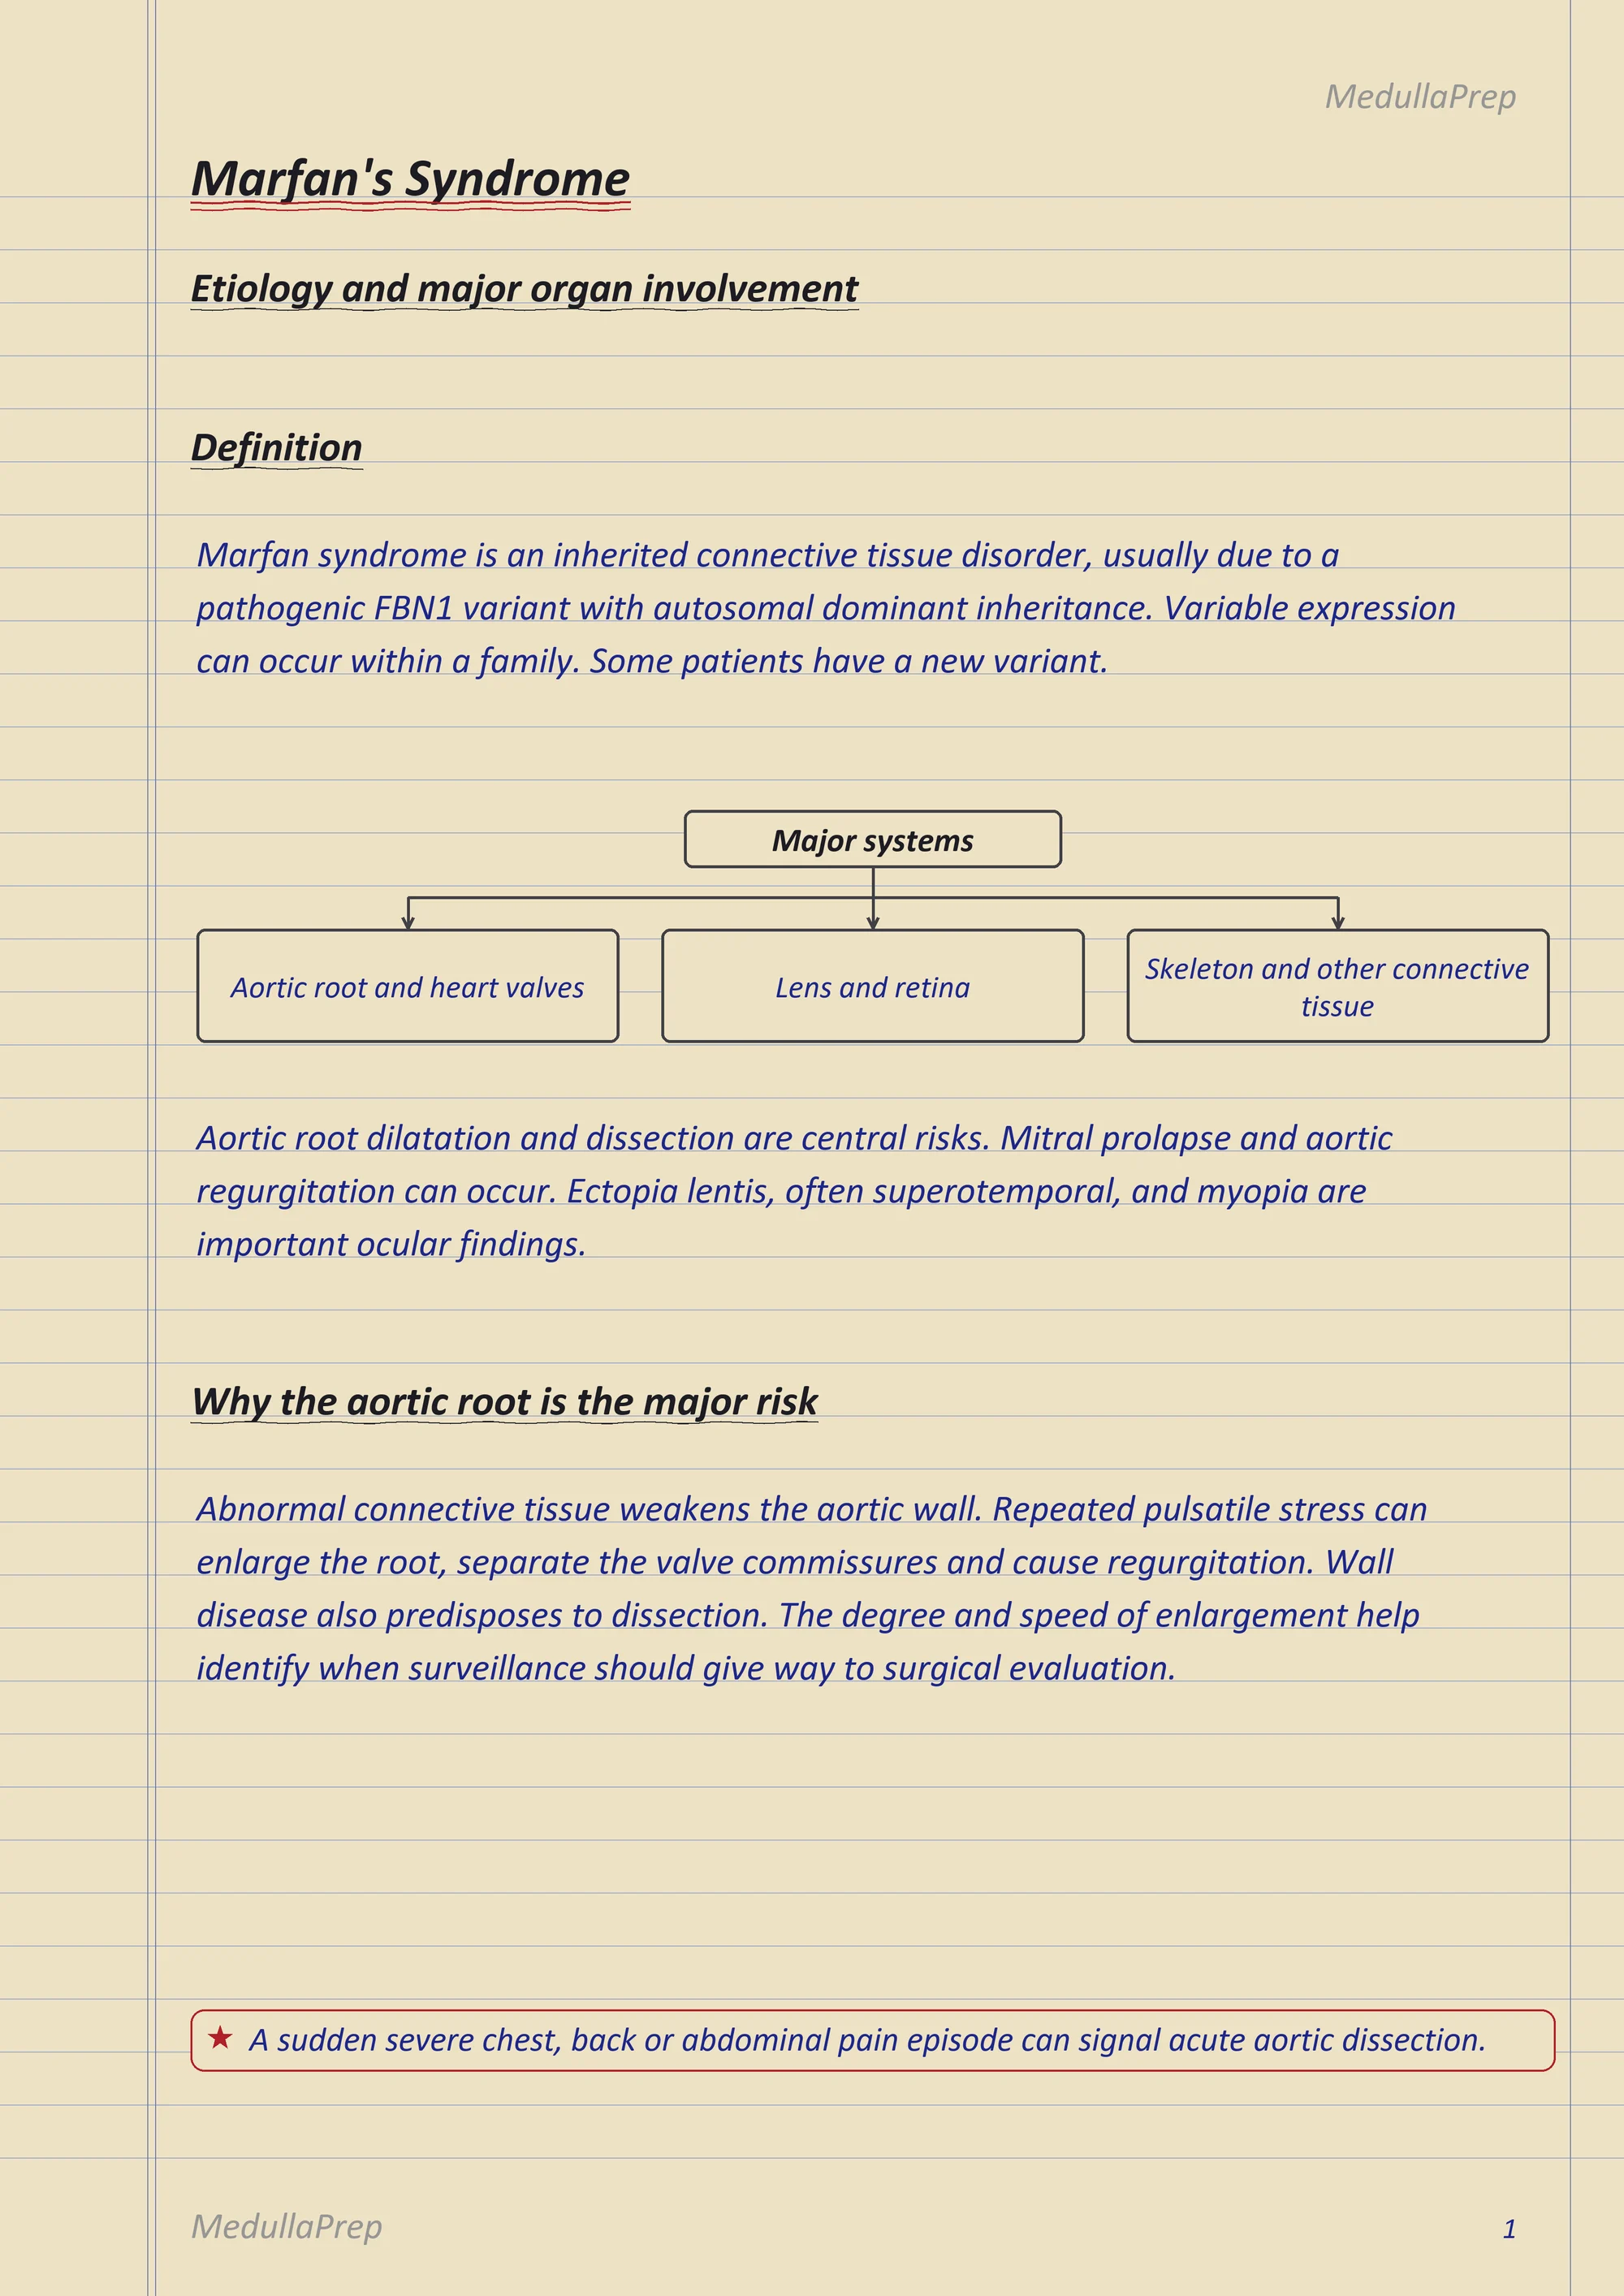 MedullaPrep
Marfan's Syndrome
Etiology and major organ involvement
Definition
Marfan syndrome is an inherited connective tissue disorder, usually due to a
pathogenic FBN1 variant with autosomal dominant inheritance. Variable expression
can occur within a family. Some patients have a new variant.
Major systems
Aortic root and heart valves
Lens and retina
Skeleton and other connective
tissue
Aortic root dilatation and dissection are central risks. Mitral prolapse and aortic
regurgitation can occur. Ectopia lentis, often superotemporal, and myopia are
important ocular findings.
Why the aortic root is the major risk
Abnormal connective tissue weakens the aortic wall. Repeated pulsatile stress can
enlarge the root, separate the valve commissures and cause regurgitation. Wall
disease also predisposes to dissection. The degree and speed of enlargement help
identify when surveillance should give way to surgical evaluation.
★ A sudden severe chest, back or abdominal pain episode can signal acute aortic dissection.
MedullaPrep
1